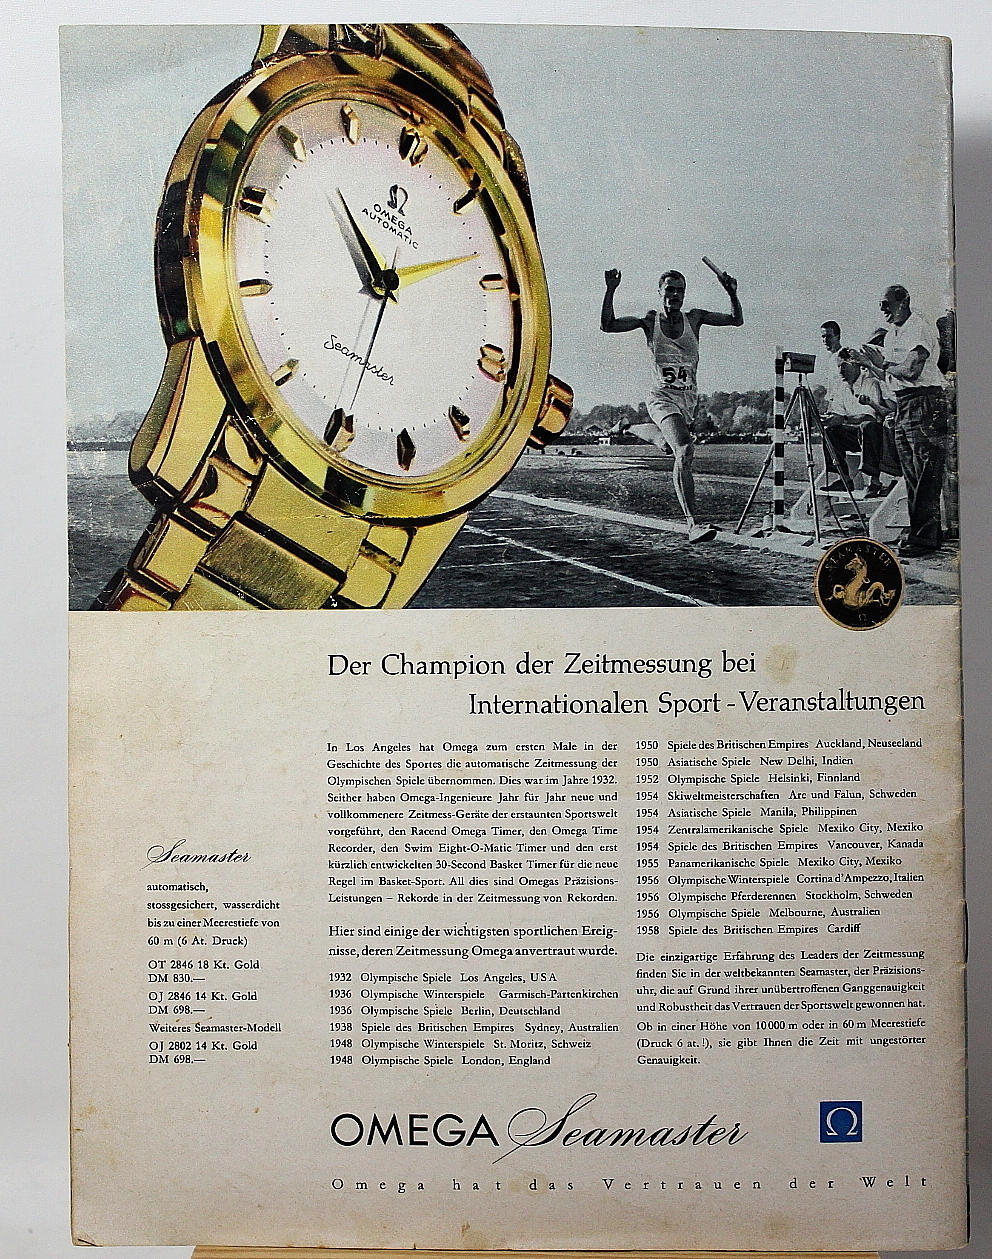 Ω
OMEGA
AUTOMATIC
Seamaster
54
SEAMASTER
Ω
Der Champion der Zeitmessung bei
Internationalen Sport - Veranstaltungen
In Los Angeles hat Omega zum ersten Male in der
Geschichte des Sportes die automatische Zeitmessung der
Olympischen Spiele übernommen. Dies war im Jahre 1932.
Seither haben Omega-Ingenieure Jahr für Jahr neue und
vollkommenere Zeitmess-Geräte der erstaunten Sportswelt
vorgeführt, den Racend Omega Timer, den Omega Time
Recorder, den Swim Eight-O-Matic Timer und den erst
kürzlich entwickelten 30-Second Basket Timer für die neue
Regel im Basket-Sport. All dies sind Omegas Präzisions-
Leistungen – Rekorde in der Zeitmessung von Rekorden.
Hier sind einige der wichtigsten sportlichen Ereig-
nisse, deren Zeitmessung Omega anvertraut wurde.
1932 Olympische Spiele Los Angeles, USA
1936 Olympische Winterspiele Garmisch-Partenkirchen
1936 Olympische Spiele Berlin, Deutschland
1938 Spiele des Britischen Empires Sydney, Australien
1948 Olympische Winterspiele St. Moritz, Schweiz
1948 Olympische Spiele London, England
1950 Spiele des Britischen Empires Auckland, Neuseeland
1950 Asiatische Spiele New Delhi, Indien
1952 Olympische Spiele Helsinki, Finnland
1954 Skiweltmeisterschaften Are und Falun, Schweden
1954 Asiatische Spiele Manila, Philippinen
1954 Zentralamerikanische Spiele Mexiko City, Mexiko
1954 Spiele des Britischen Empires Vancouver, Kanada
1955 Panamerikanische Spiele Mexiko City, Mexiko
1956 Olympische Winterspiele Cortina d'Ampezzo, Italien
1956 Olympische Pferderennen Stockholm, Schweden
1956 Olympische Spiele Melbourne, Australien
1958 Spiele des Britischen Empires Cardiff
Die einzigartige Erfahrung des Leaders der Zeitmessung
finden Sie in der weltbekannten Seamaster, der Präzisions-
uhr, die auf Grund ihrer unübertroffenen Ganggenauigkeit
und Robustheit das Vertrauen der Sportswelt gewonnen hat.
Ob in einer Höhe von 10 000 m oder in 60 m Meerestiefe
(Druck 6 at.!), sie gibt Ihnen die Zeit mit ungestörter
Genauigkeit.
Seamaster
automatisch,
stossgesichert, wasserdicht
bis zu einer Meerestiefe von
60 m (6 At. Druck)
OT 2846 18 Kt. Gold
DM 830.—
OJ 2846 14 Kt. Gold
DM 698.—
Weiteres Seamaster-Modell
OJ 2802 14 Kt. Gold
DM 698.—
OMEGA Seamaster
Ω
Omega hat das Vertrauen der Welt